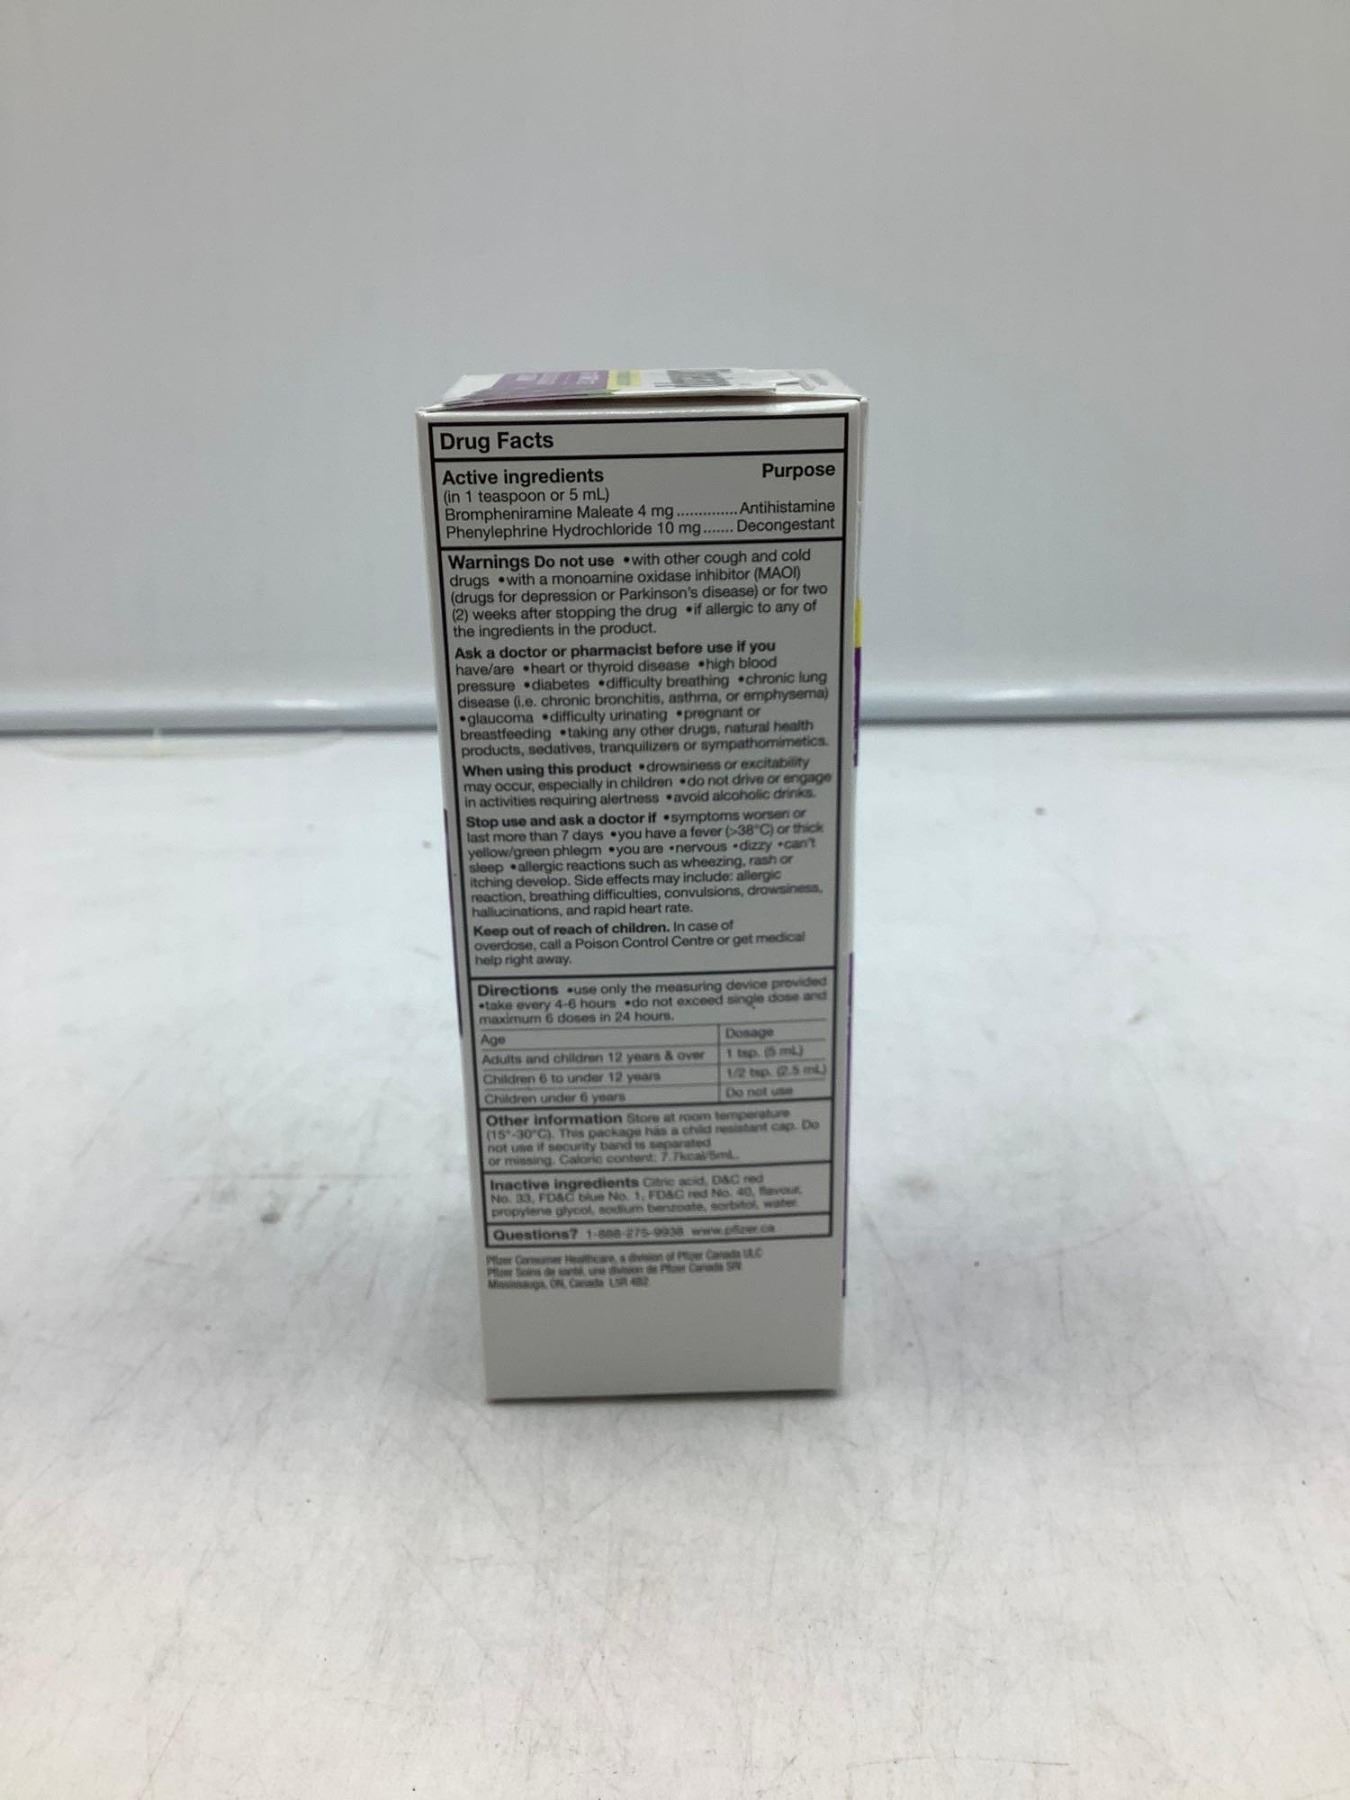 Drug Facts
Active ingredients Purpose
(in 1 teaspoon or 5 mL)
Brompheniramine Maleate 4 mg .............. Antihistamine
Phenylephrine Hydrochloride 10 mg ....... Decongestant
Warnings Do not use •with other cough and cold
drugs •with a monoamine oxidase inhibitor (MAOI)
(drugs for depression or Parkinson's disease) or for two
(2) weeks after stopping the drug •if allergic to any of
the ingredients in the product.
Ask a doctor or pharmacist before use if you
have/are •heart or thyroid disease •high blood
pressure •diabetes •difficulty breathing •chronic lung
disease (i.e. chronic bronchitis, asthma, or emphysema)
•glaucoma •difficulty urinating •pregnant or
breastfeeding •taking any other drugs, natural health
products, sedatives, tranquilizers or sympathomimetics.
When using this product •drowsiness or excitability
may occur, especially in children •do not drive or engage
in activities requiring alertness •avoid alcoholic drinks.
Stop use and ask a doctor if •symptoms worsen or
last more than 7 days •you have a fever (>38°C) or thick
yellow/green phlegm •you are •nervous •dizzy •can't
sleep •allergic reactions such as wheezing, rash or
itching develop. Side effects may include: allergic
reaction, breathing difficulties, convulsions, drowsiness,
hallucinations, and rapid heart rate.
Keep out of reach of children. In case of
overdose, call a Poison Control Centre or get medical
help right away.
Directions •use only the measuring device provided
•take every 4-6 hours •do not exceed single dose and
maximum 6 doses in 24 hours.
Age Dosage
Adults and children 12 years & over 1 tsp. (5 mL)
Children 6 to under 12 years 1/2 tsp. (2.5 mL)
Children under 6 years Do not use
Other information Store at room temperature
(15°-30°C). This package has a child resistant cap. Do
not use if security band is separated
or missing. Caloric content: 7.7kcal/5mL.
Inactive ingredients Citric acid, D&C red
No. 33, FD&C blue No. 1, FD&C red No. 40, flavour,
propylene glycol, sodium benzoate, sorbitol, water.
Questions? 1-888-275-9938 www.pfizer.ca
Pfizer Consumer Healthcare, a division of Pfizer Canada ULC
Pfizer Soins de santé, une division de Pfizer Canada SRI
Mississauga, ON, Canada L5R 4B2